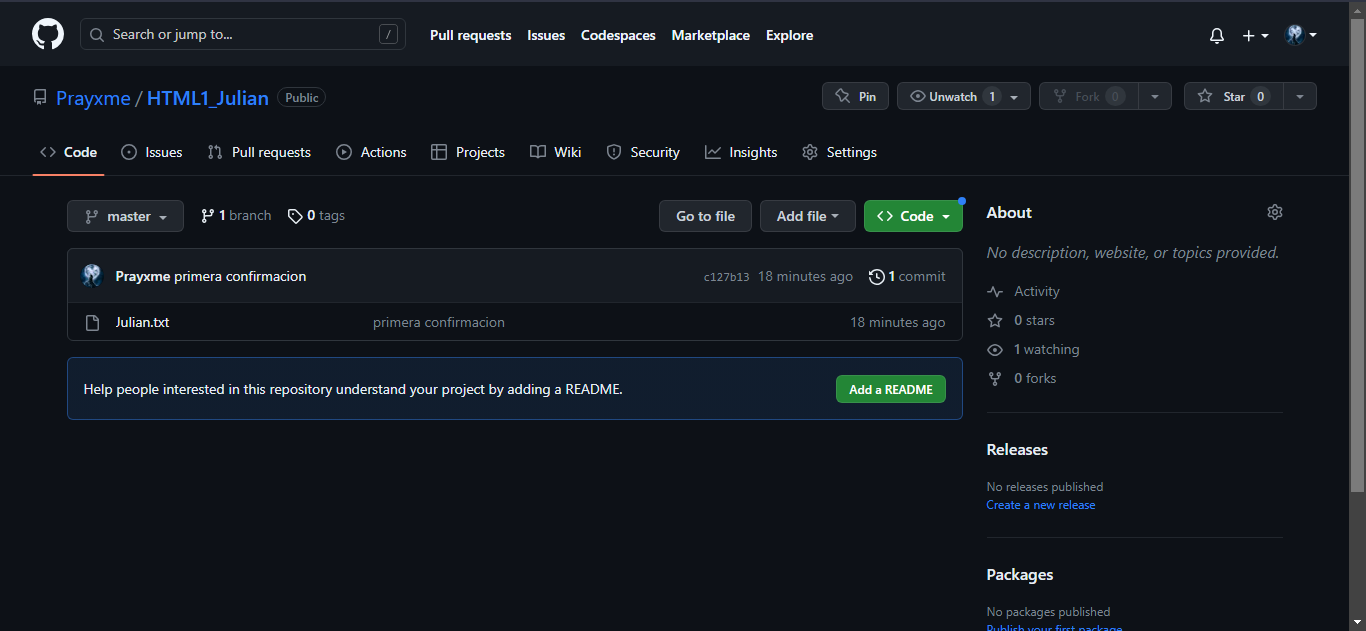 Search or jump to... / Pull requests Issues Codespaces Marketplace Explore
Prayxme / HTML1_Julian Public Pin Unwatch 1 Fork 0 Star 0
Code Issues Pull requests Actions Projects Wiki Security Insights Settings
master 1 branch 0 tags Go to file Add file Code
Prayxme primera confirmacion c127b13 18 minutes ago 1 commit
Julian.txt primera confirmacion 18 minutes ago
Help people interested in this repository understand your project by adding a README. Add a README
About
No description, website, or topics provided.
Activity
0 stars
1 watching
0 forks
Releases
No releases published
Create a new release
Packages
No packages published
Publish your first package